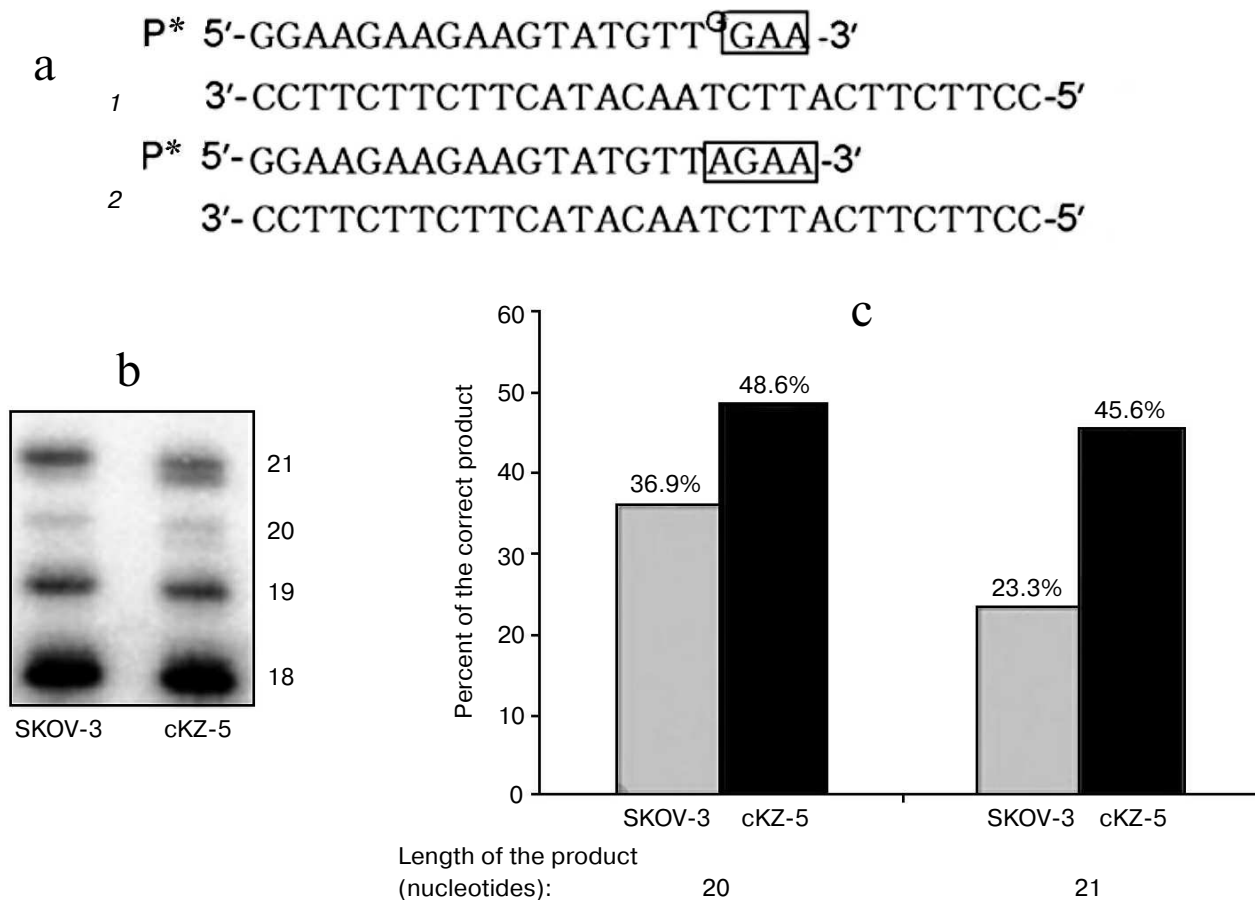 a
P* 5′-GGAAGAAGAAGTATGTTGGAA-3′
1 3′-CCTTCTTCTTCATACAATCTTACTTCTTCC-5′
P* 5′-GGAAGAAGAAGTATGTTAGAA-3′
2 3′-CCTTCTTCTTCATACAATCTTACTTCTTCC-5′
b
21
20
19
18
SKOV-3 cKZ-5
c
Percent of the correct product
60
50
40
30
20
10
0
36.9%
48.6%
23.3%
45.6%
SKOV-3 cKZ-5 SKOV-3 cKZ-5
Length of the product
(nucleotides): 20 21